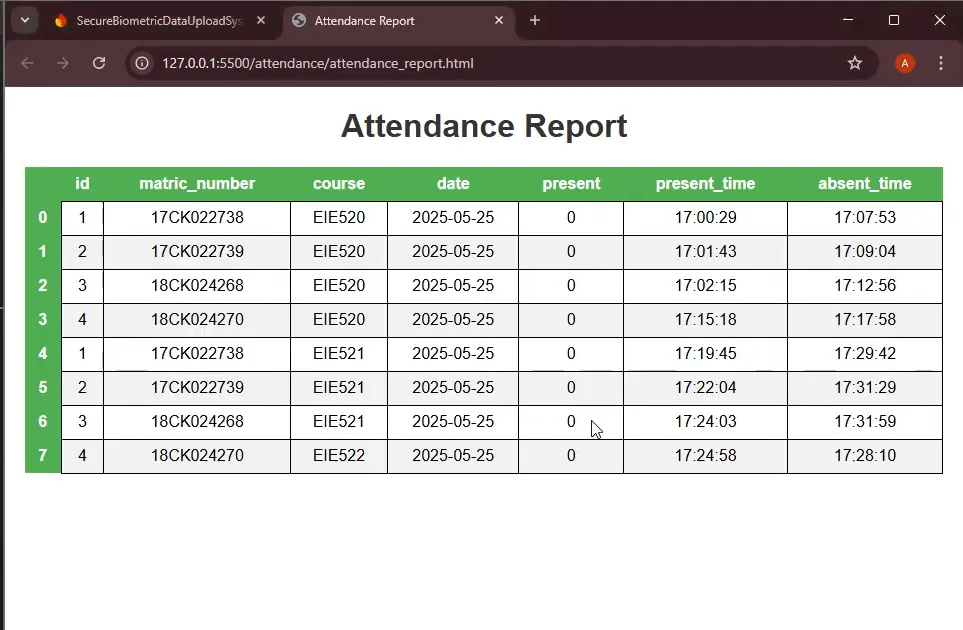 SecureBiometricDataUploadSys
Attendance Report
127.0.0.1:5500/attendance/attendance_report.html
A
Attendance Report
id matric_number course date present present_time absent_time
0 1 17CK022738 EIE520 2025-05-25 0 17:00:29 17:07:53
1 2 17CK022739 EIE520 2025-05-25 0 17:01:43 17:09:04
2 3 18CK024268 EIE520 2025-05-25 0 17:02:15 17:12:56
3 4 18CK024270 EIE520 2025-05-25 0 17:15:18 17:17:58
4 1 17CK022738 EIE521 2025-05-25 0 17:19:45 17:29:42
5 2 17CK022739 EIE521 2025-05-25 0 17:22:04 17:31:29
6 3 18CK024268 EIE521 2025-05-25 0 17:24:03 17:31:59
7 4 18CK024270 EIE522 2025-05-25 0 17:24:58 17:28:10